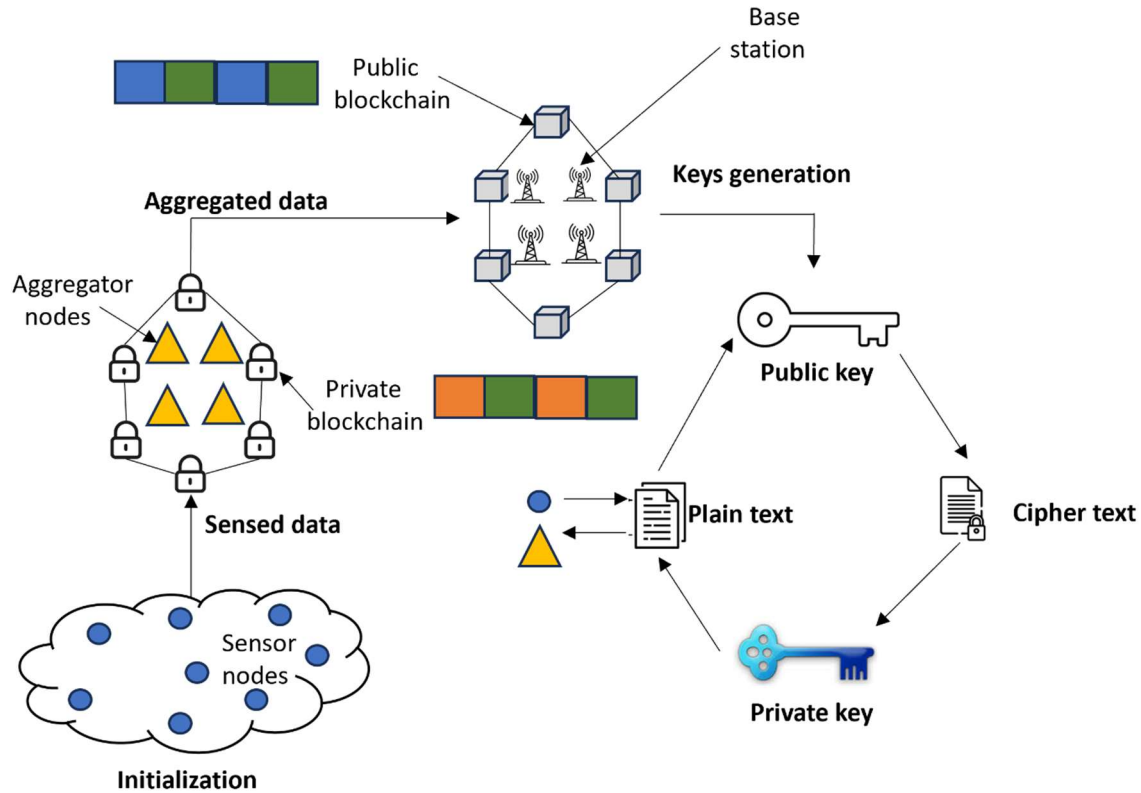 Base
station
Public
blockchain
Keys generation
Aggregated data
Aggregator
nodes
Public key
Private
blockchain
Plain text
Cipher text
Sensed data
Sensor
nodes
Private key
Initialization